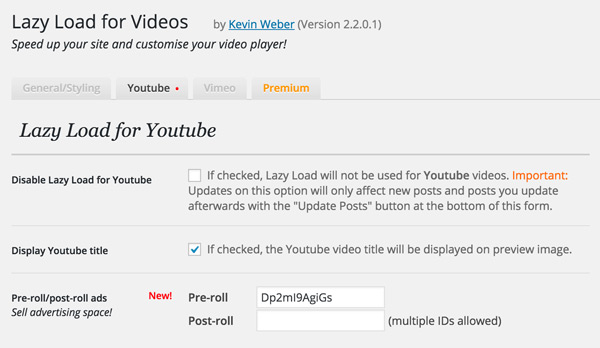 Lazy Load for Videos by Kevin Weber (Version 2.2.0.1)
Speed up your site and customise your video player!
General/Styling Youtube • Vimeo Premium
Lazy Load for Youtube
Disable Lazy Load for Youtube If checked, Lazy Load will not be used for Youtube videos. Important:
Updates on this option will only affect new posts and posts you update
afterwards with the "Update Posts" button at the bottom of this form.
Display Youtube title If checked, the Youtube video title will be displayed on preview image.
Pre-roll/post-roll ads New! Pre-roll Dp2mI9AgiGs
Sell advertising space!
Post-roll (multiple IDs allowed)